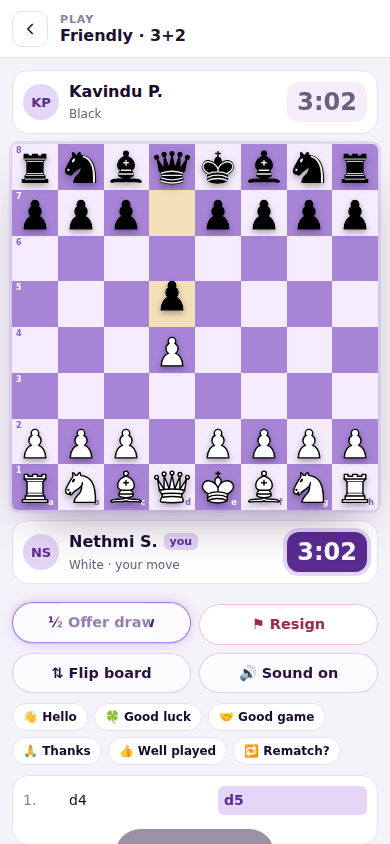 PLAY
Friendly · 3+2
KP
Kavindu P.
Black
3:02
8
7
6
5
4
3
2
1
a
b
c
d
e
f
g
h
NS
Nethmi S. you
White · your move
3:02
½ Offer draw
⚑ Resign
⇅ Flip board
🔊 Sound on
👋 Hello
🍀 Good luck
🤝 Good game
🙏 Thanks
👍 Well played
🔁 Rematch?
1. d4 d5